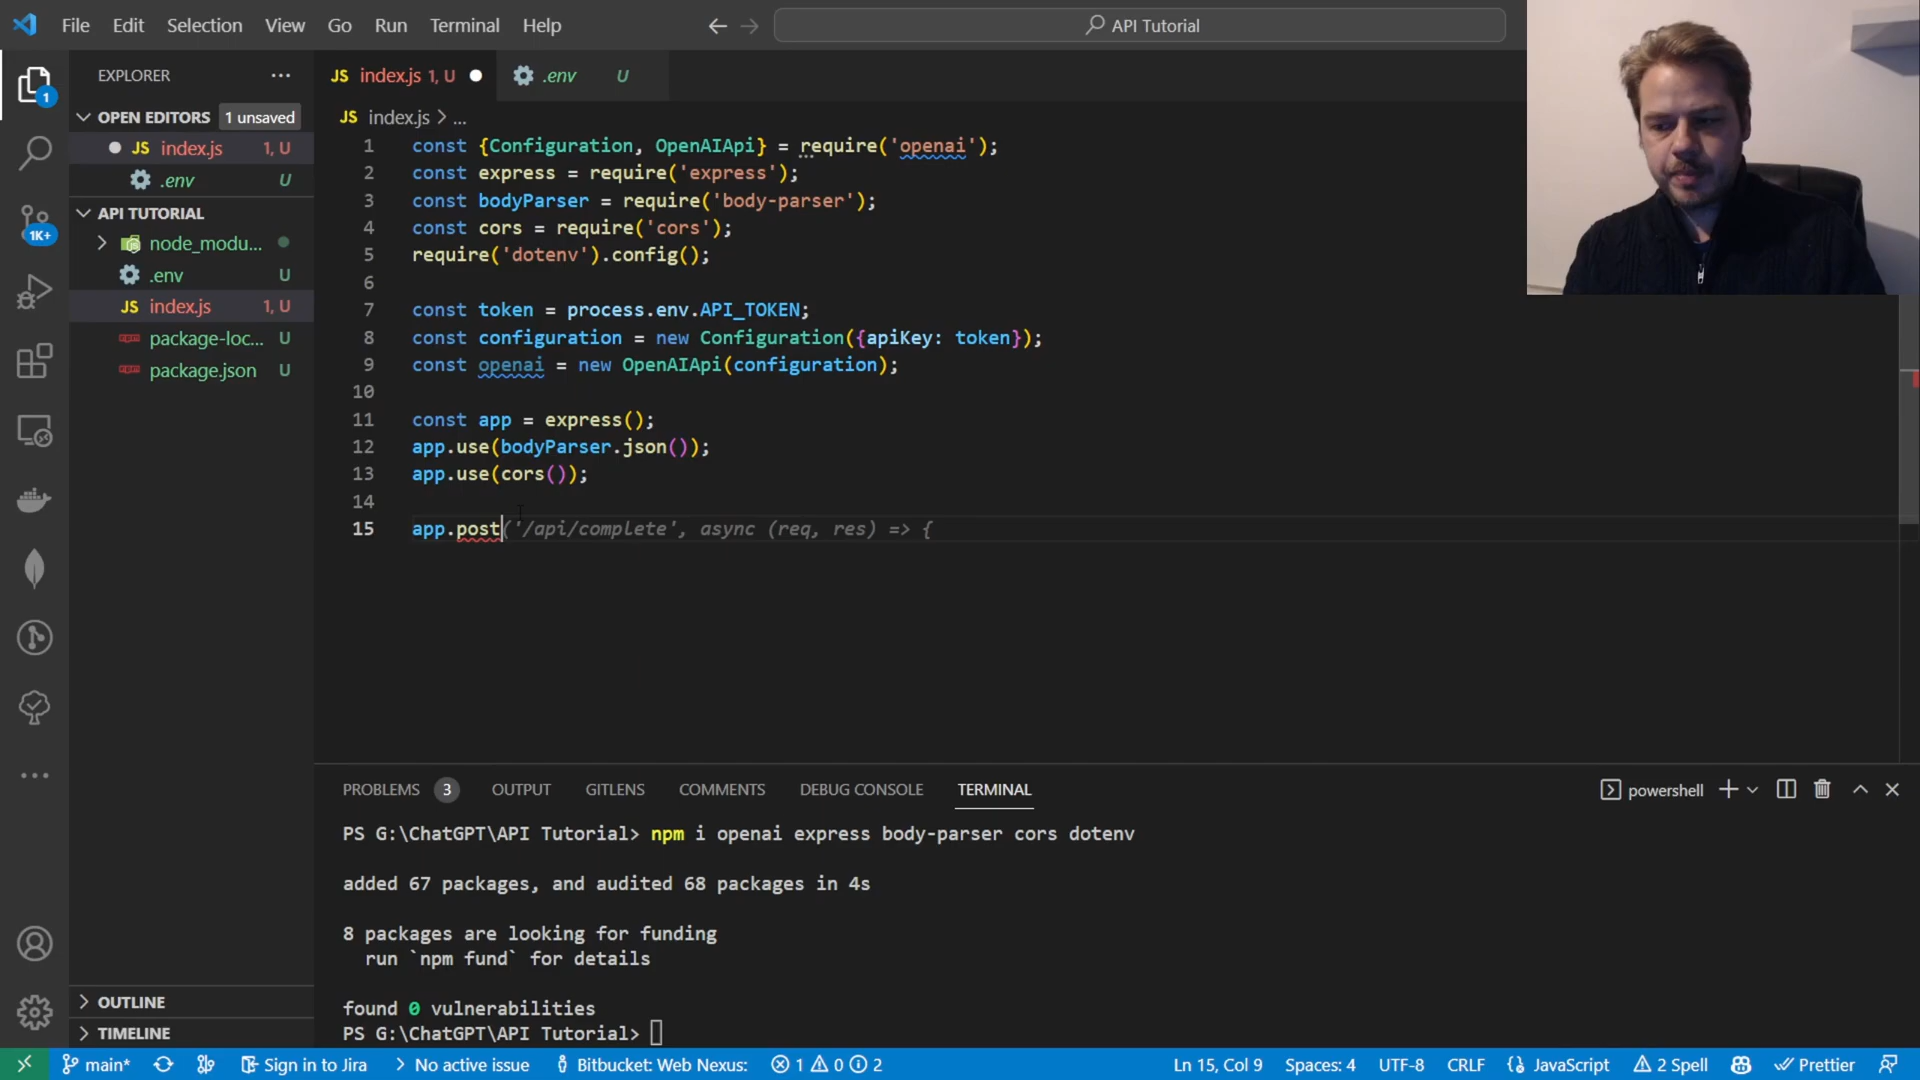 File Edit Selection View Go Run Terminal Help
API Tutorial
EXPLORER
OPEN EDITORS 1 unsaved
JS index.js 1, U
.env U
API TUTORIAL
node_modu...
.env U
JS index.js 1, U
package-loc... U
package.json U
OUTLINE
TIMELINE
1
1K+
JS index.js 1, U
.env U
JS index.js > ...
1 const {Configuration, OpenAIApi} = require('openai');
2 const express = require('express');
3 const bodyParser = require('body-parser');
4 const cors = require('cors');
5 require('dotenv').config();
6
7 const token = process.env.API_TOKEN;
8 const configuration = new Configuration({apiKey: token});
9 const openai = new OpenAIApi(configuration);
10
11 const app = express();
12 app.use(bodyParser.json());
13 app.use(cors());
14
15 app.post('/api/complete', async (req, res) => {
PROBLEMS 3 OUTPUT GITLENS COMMENTS DEBUG CONSOLE TERMINAL
powershell
PS G:\ChatGPT\API Tutorial> npm i openai express body-parser cors dotenv
added 67 packages, and audited 68 packages in 4s
8 packages are looking for funding
run `npm fund` for details
found 0 vulnerabilities
PS G:\ChatGPT\API Tutorial>
main* Sign in to Jira No active issue Bitbucket: Web Nexus: 1 0 2 Ln 15, Col 9 Spaces: 4 UTF-8 CRLF {} JavaScript 2 Spell Prettier